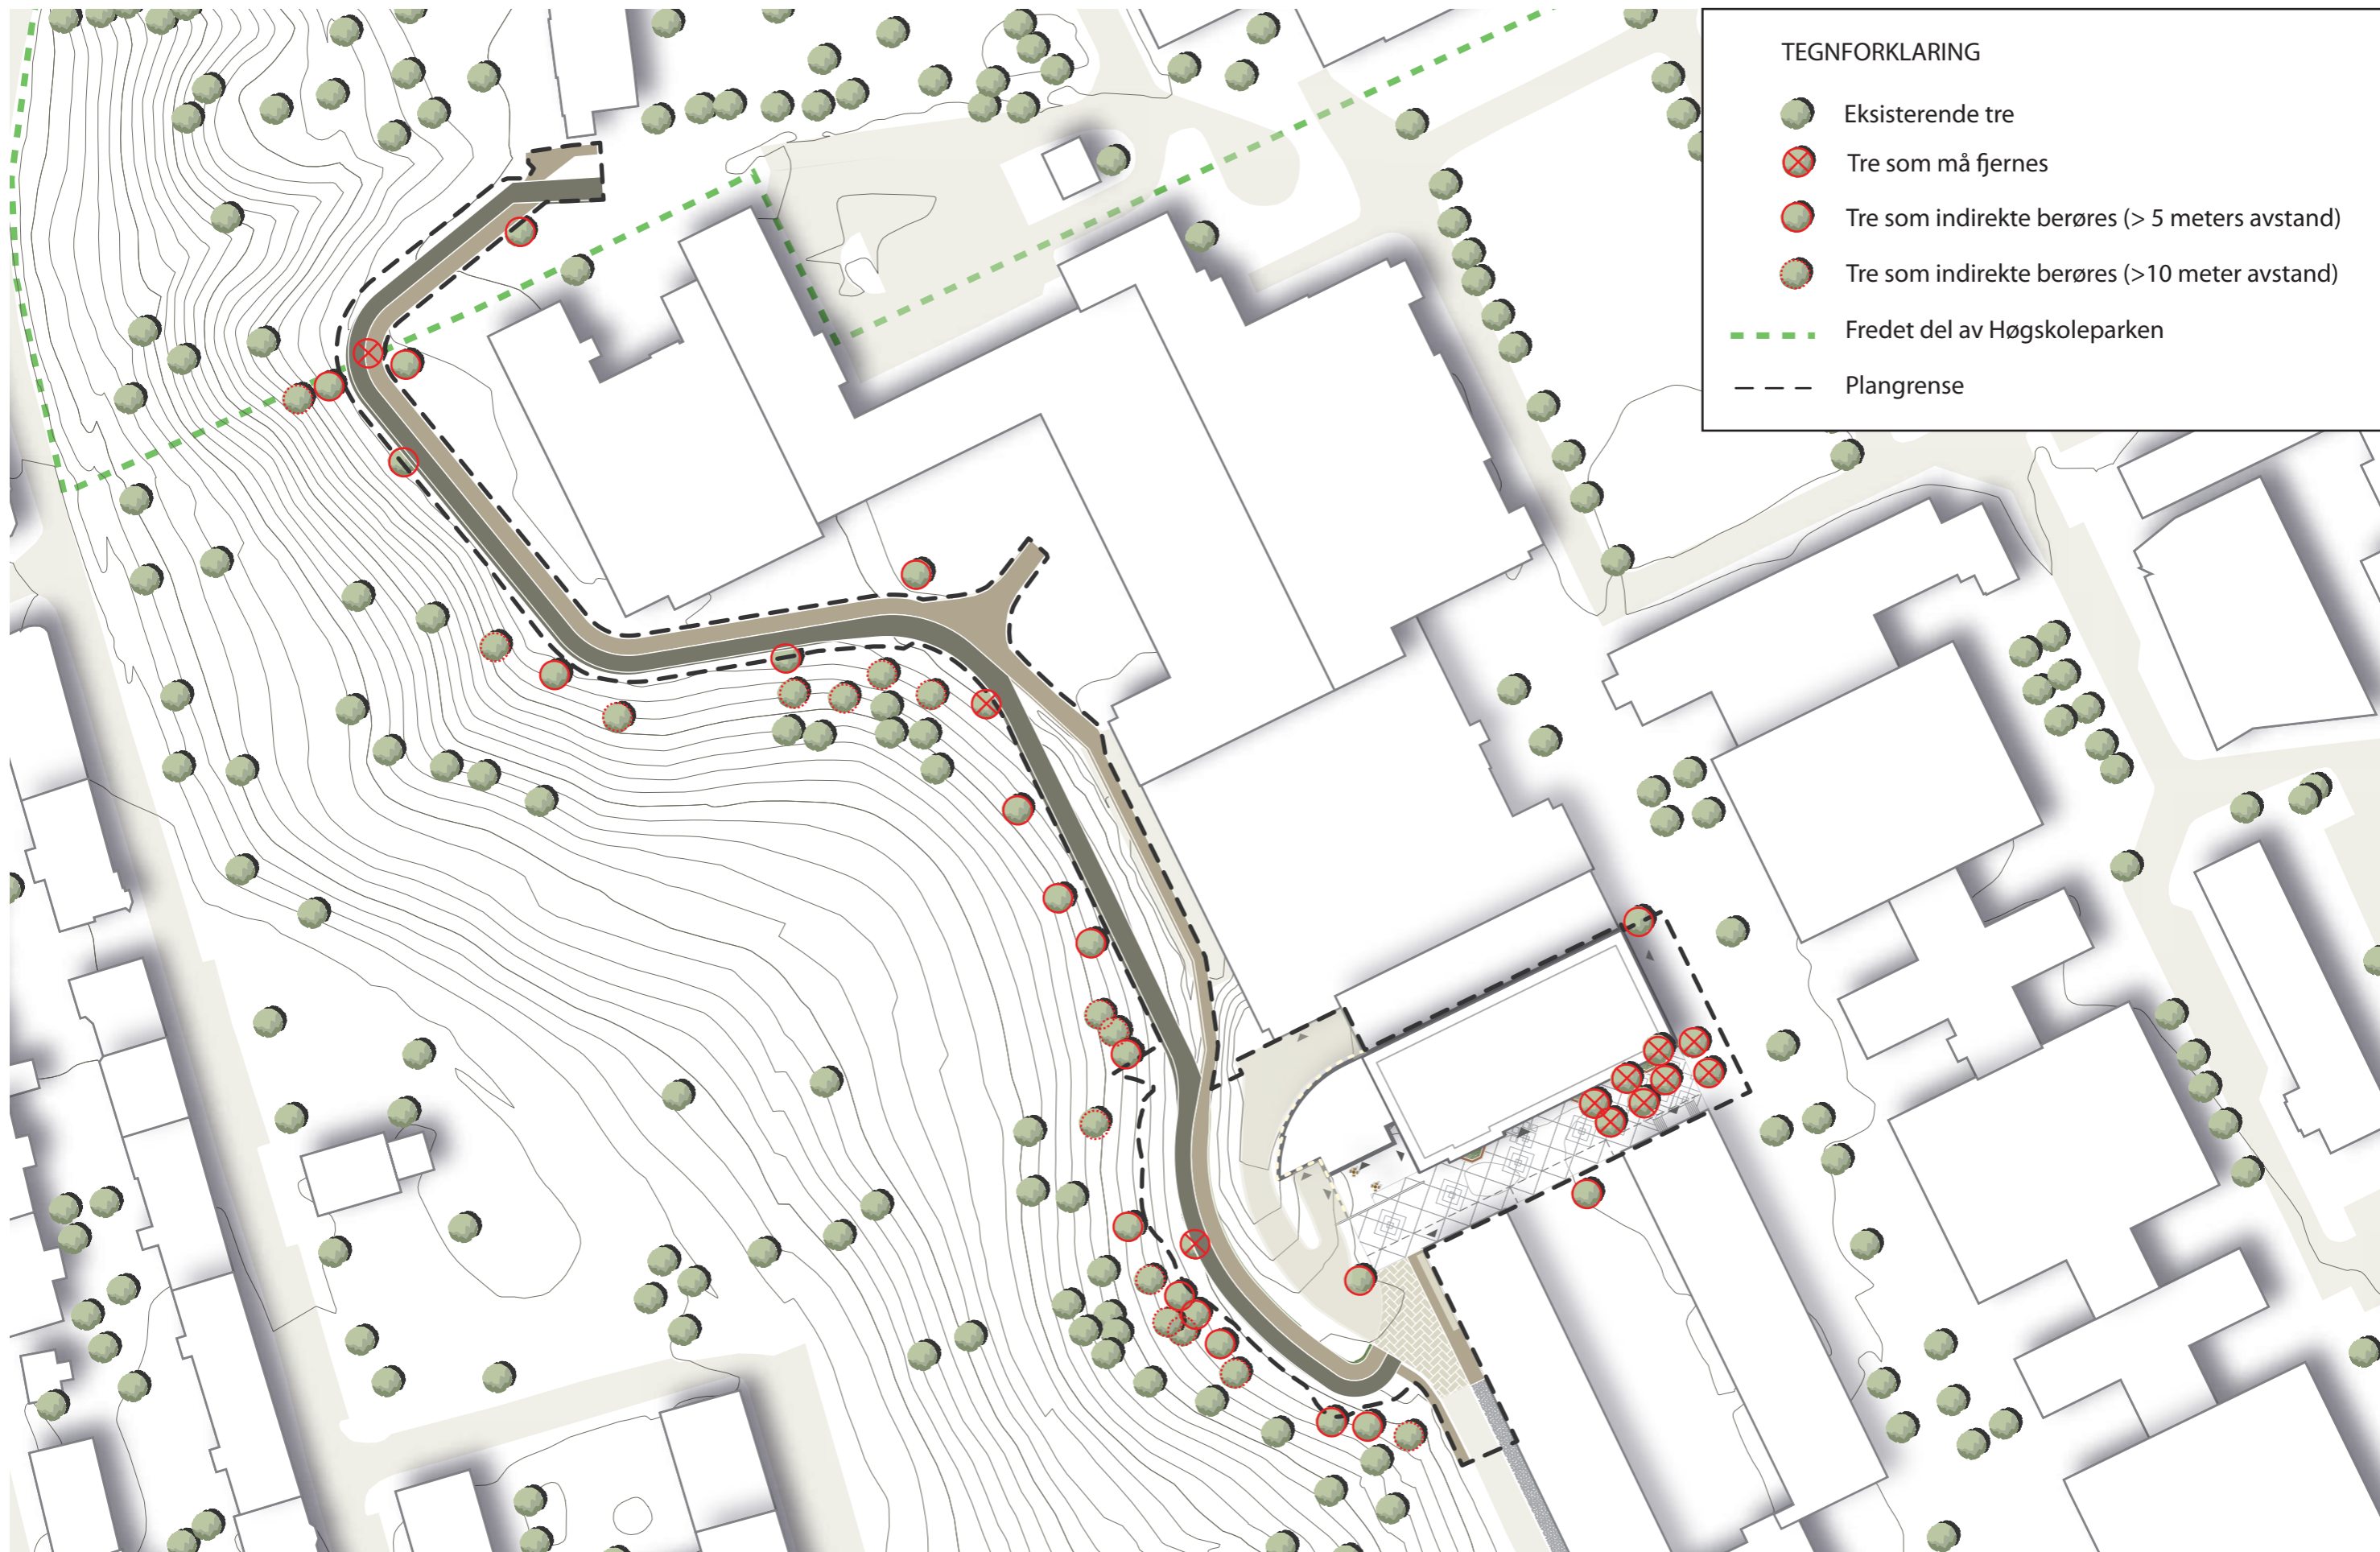 TEGNFORKLARING
Eksisterende tre
Tre som må fjernes
Tre som indirekte berøres (> 5 meters avstand)
Tre som indirekte berøres (>10 meter avstand)
Fredet del av Høgskoleparken
Plangrense